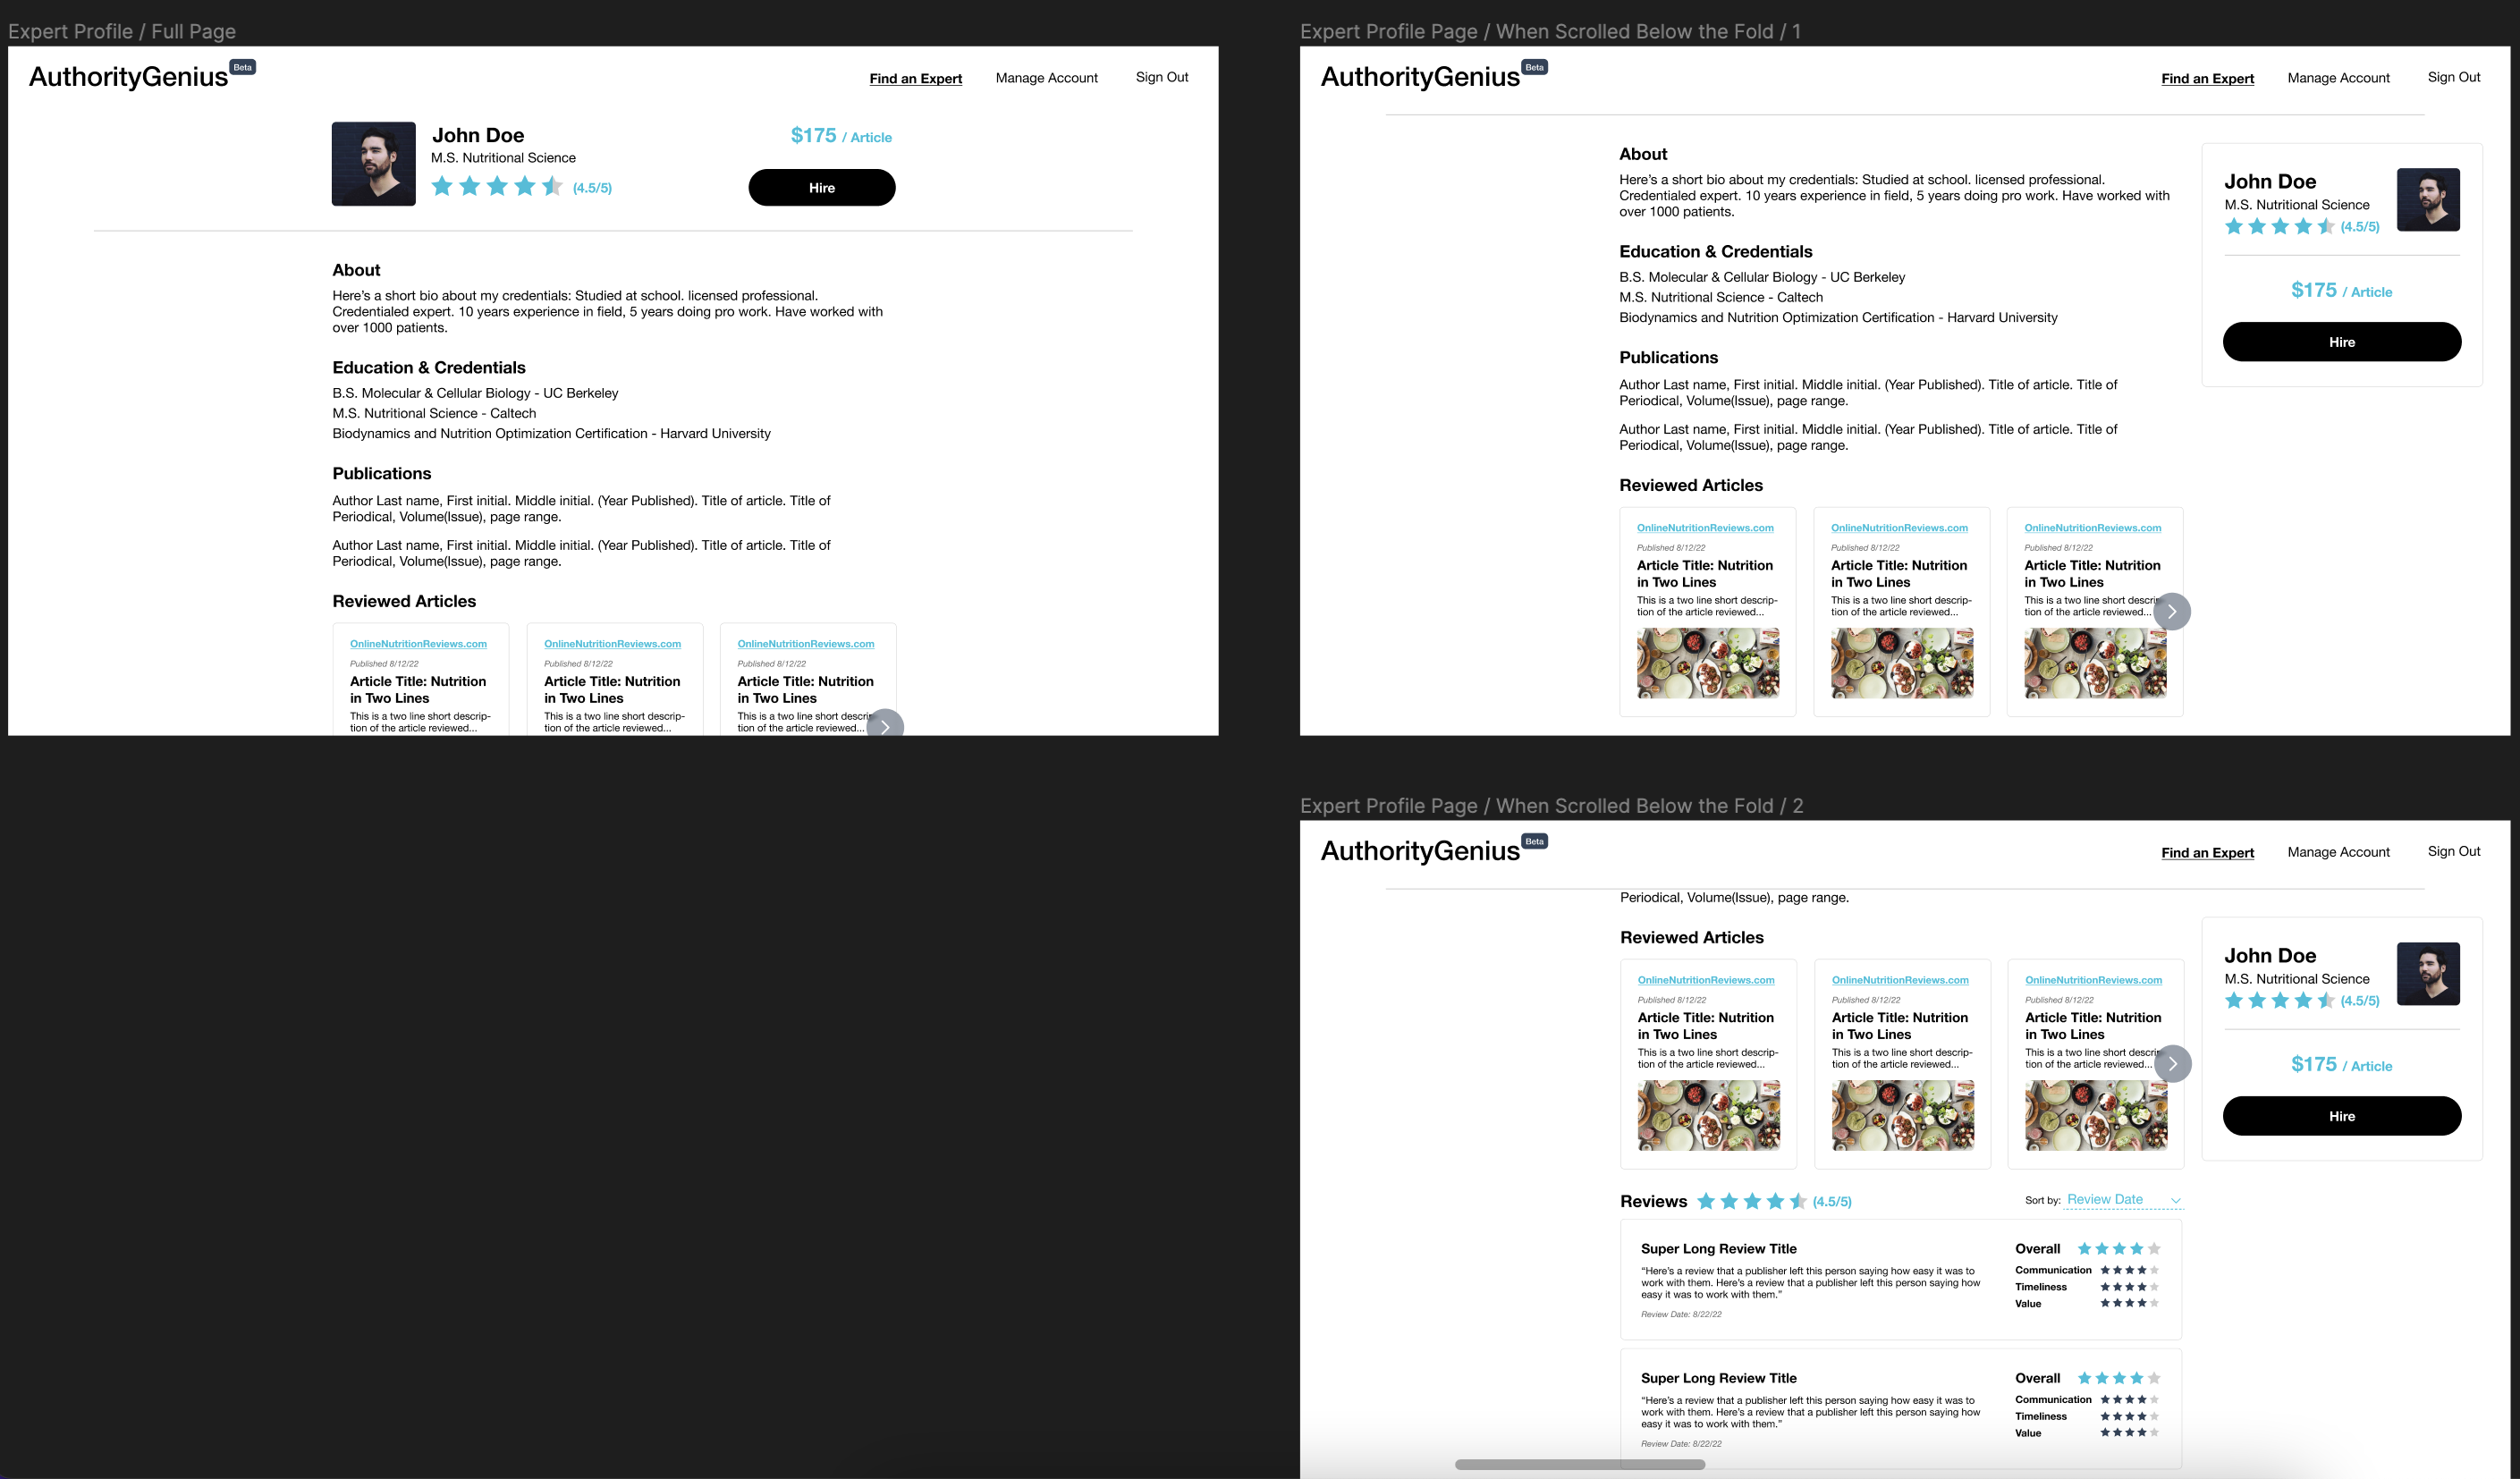 Expert Profile / Full Page
AuthorityGenius Beta
Find an Expert Manage Account Sign Out
John Doe
M.S. Nutritional Science
(4.5/5)
$175 / Article
Hire
About
Here's a short bio about my credentials: Studied at school. licensed professional.
Credentialed expert. 10 years experience in field, 5 years doing pro work. Have worked with
over 1000 patients.
Education & Credentials
B.S. Molecular & Cellular Biology - UC Berkeley
M.S. Nutritional Science - Caltech
Biodynamics and Nutrition Optimization Certification - Harvard University
Publications
Author Last name, First initial. Middle initial. (Year Published). Title of article. Title of
Periodical, Volume(Issue), page range.
Author Last name, First initial. Middle initial. (Year Published). Title of article. Title of
Periodical, Volume(Issue), page range.
Reviewed Articles
OnlineNutritionReviews.com
Published 8/12/22
Article Title: Nutrition
in Two Lines
This is a two line short descrip-
tion of the article reviewed...
OnlineNutritionReviews.com
Published 8/12/22
Article Title: Nutrition
in Two Lines
This is a two line short descrip-
tion of the article reviewed...
OnlineNutritionReviews.com
Published 8/12/22
Article Title: Nutrition
in Two Lines
This is a two line short descrip
tion of the article reviewed...
Expert Profile Page / When Scrolled Below the Fold / 1
AuthorityGenius Beta
Find an Expert Manage Account Sign Out
About
Here's a short bio about my credentials: Studied at school. licensed professional.
Credentialed expert. 10 years experience in field, 5 years doing pro work. Have worked with
over 1000 patients.
Education & Credentials
B.S. Molecular & Cellular Biology - UC Berkeley
M.S. Nutritional Science - Caltech
Biodynamics and Nutrition Optimization Certification - Harvard University
Publications
Author Last name, First initial. Middle initial. (Year Published). Title of article. Title of
Periodical, Volume(Issue), page range.
Author Last name, First initial. Middle initial. (Year Published). Title of article. Title of
Periodical, Volume(Issue), page range.
Reviewed Articles
OnlineNutritionReviews.com
Published 8/12/22
Article Title: Nutrition
in Two Lines
This is a two line short descrip-
tion of the article reviewed...
OnlineNutritionReviews.com
Published 8/12/22
Article Title: Nutrition
in Two Lines
This is a two line short descrip-
tion of the article reviewed...
OnlineNutritionReviews.com
Published 8/12/22
Article Title: Nutrition
in Two Lines
This is a two line short descrip
tion of the article reviewed...
John Doe
M.S. Nutritional Science
(4.5/5)
$175 / Article
Hire
Expert Profile Page / When Scrolled Below the Fold / 2
AuthorityGenius Beta
Find an Expert Manage Account Sign Out
Periodical, Volume(Issue), page range.
Reviewed Articles
OnlineNutritionReviews.com
Published 8/12/22
Article Title: Nutrition
in Two Lines
This is a two line short descrip-
tion of the article reviewed...
OnlineNutritionReviews.com
Published 8/12/22
Article Title: Nutrition
in Two Lines
This is a two line short descrip-
tion of the article reviewed...
OnlineNutritionReviews.com
Published 8/12/22
Article Title: Nutrition
in Two Lines
This is a two line short descrip
tion of the article reviewed...
John Doe
M.S. Nutritional Science
(4.5/5)
$175 / Article
Hire
Reviews (4.5/5)
Sort by: Review Date
Super Long Review Title
“Here's a review that a publisher left this person saying how easy it was to
work with them. Here's a review that a publisher left this person saying how
easy it was to work with them.”
Review Date: 8/22/22
Overall
Communication
Timeliness
Value
Super Long Review Title
“Here's a review that a publisher left this person saying how easy it was to
work with them. Here's a review that a publisher left this person saying how
easy it was to work with them.”
Review Date: 8/22/22
Overall
Communication
Timeliness
Value